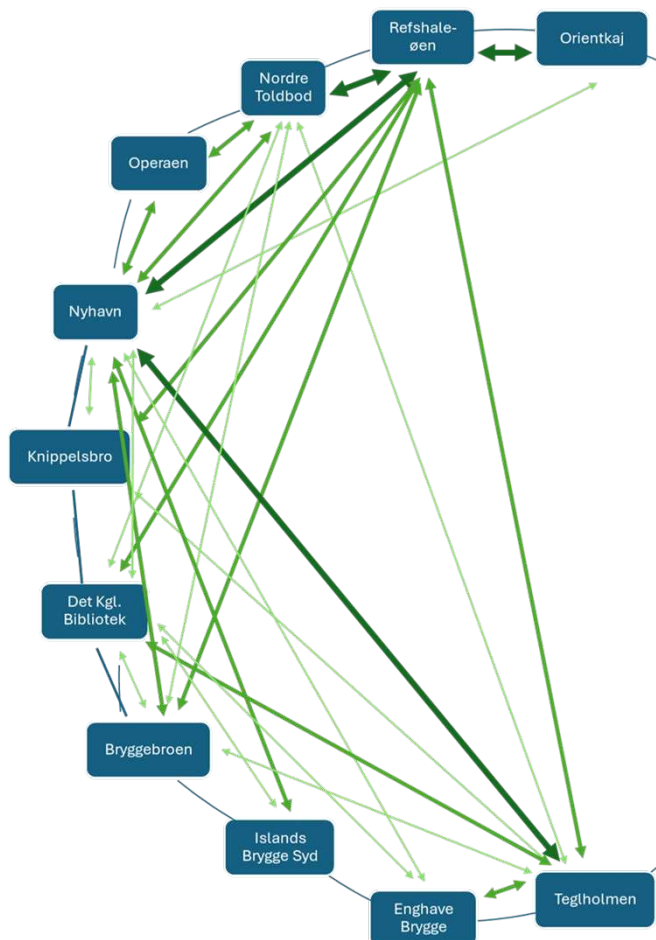 Refshale-
øen
Orientkaj
Nordre
Toldbod
Operaen
Nyhavn
Knippelsbro
Det Kgl.
Bibliotek
Bryggebroen
Islands
Brygge Syd
Enghave
Brygge
Teglholmen